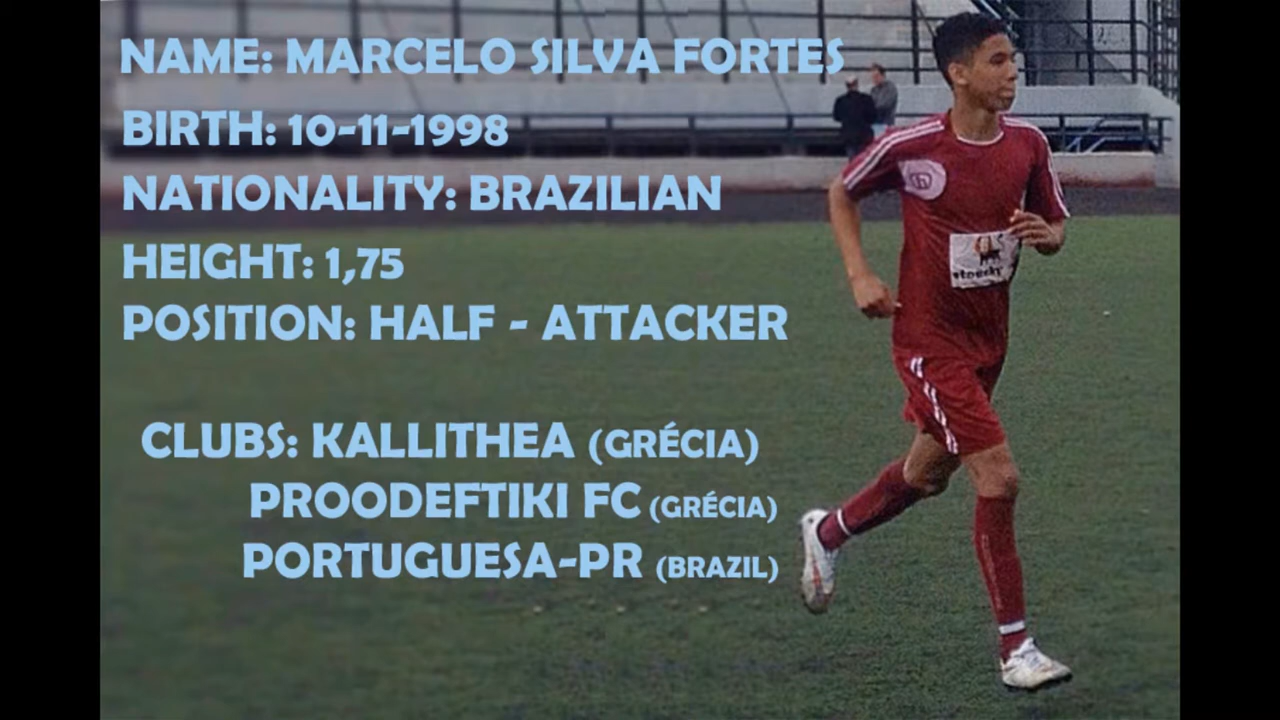 NAME: MARCELO SILVA FORTES
BIRTH: 10-11-1998
NATIONALITY: BRAZILIAN
HEIGHT: 1,75
POSITION: HALF - ATTACKER
CLUBS: KALLITHEA (GRÉCIA)
PROODEFTIKI FC (GRÉCIA)
PORTUGUESA-PR (BRAZIL)